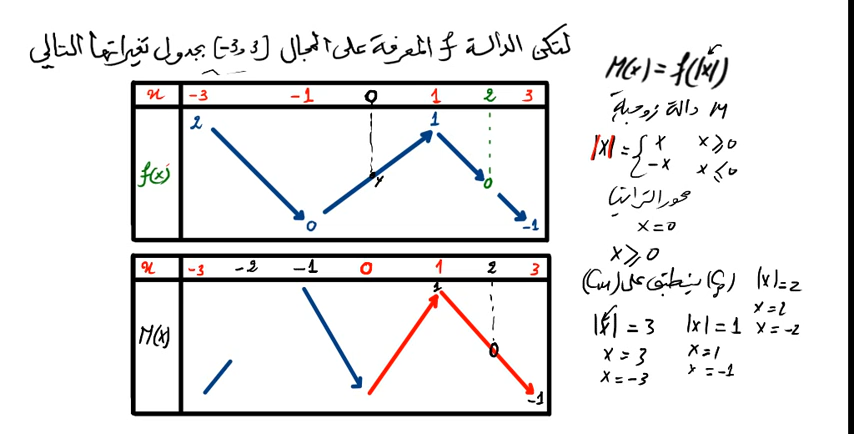 لتكن الدالة f المعرفة على المجال [-3,3] بجدول تغيراتها التالي
x -3 -1 0 1 2 3
f(x) 2 0 1 0 -1
x -3 -2 -1 0 1 2 3
M(x) 1 0 -1
M(x) = f(|x|)
M دالة زوجية
|x| = { x x ⩾ 0
-x x ⩽ 0
محور التراتيب
x = 0
x ⩾ 0
ينطبق على (CM)
|x| = 2
x = 2
x = -2
|x| = 3
x = 3
x = -3
|x| = 1
x = 1
x = -1